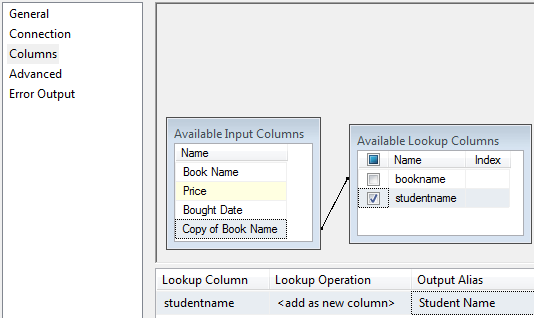 General
Connection
Columns
Advanced
Error Output
Available Input Columns
Name
Book Name
Price
Bought Date
Copy of Book Name
Available Lookup Columns
Name Index
bookname
studentname
Lookup Column Lookup Operation Output Alias
studentname <add as new column> Student Name